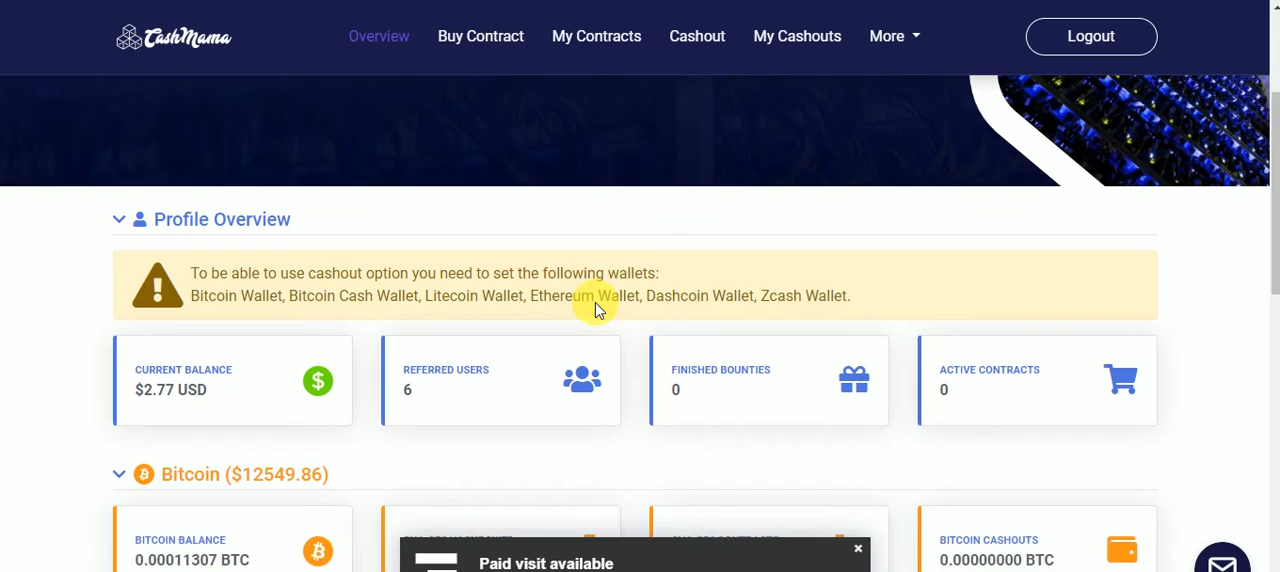 CashMama
Overview
Buy Contract
My Contracts
Cashout
My Cashouts
More
Logout
Profile Overview
To be able to use cashout option you need to set the following wallets:
Bitcoin Wallet, Bitcoin Cash Wallet, Litecoin Wallet, Ethereum Wallet, Dashcoin Wallet, Zcash Wallet.
CURRENT BALANCE
$2.77 USD
REFERRED USERS
6
FINISHED BOUNTIES
0
ACTIVE CONTRACTS
0
Bitcoin ($12549.86)
BITCOIN BALANCE
0.00011307 BTC
BITCOIN CASHOUTS
0.00000000 BTC
Paid visit available